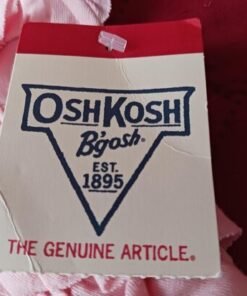 OSHKOSH
B'gosh®
EST.
1895
THE GENUINE ARTICLE®